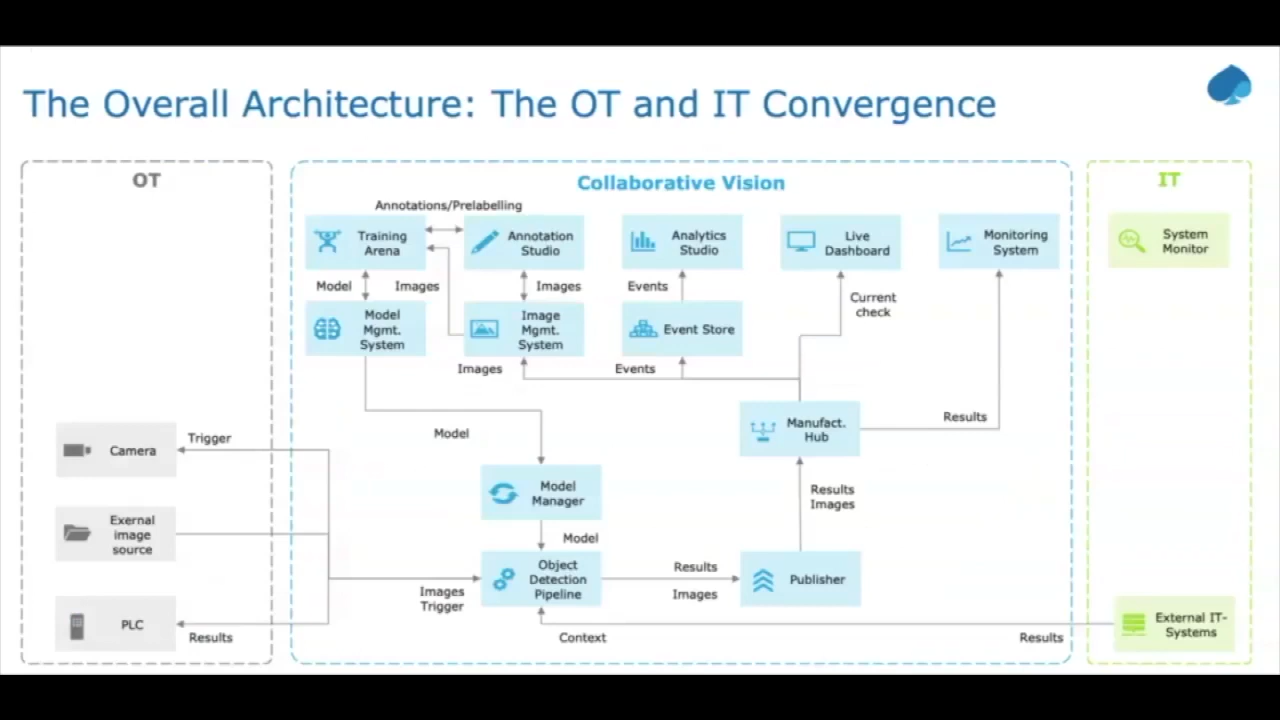 The Overall Architecture: The OT and IT Convergence
OT
Collaborative Vision
IT
Annotations/Prelabelling
Training
Arena
Annotation
Studio
Analytics
Studio
Live
Dashboard
Monitoring
System
System
Monitor
Model
Images
Images
Events
Current
check
Model
Mgmt.
System
Image
Mgmt.
System
Event Store
Images
Events
Manufact.
Hub
Results
Trigger
Model
Camera
Model
Manager
Results
Images
Exernal
image
source
Model
Object
Detection
Pipeline
Results
Images
Publisher
Images
Trigger
PLC
Results
Context
Results
External IT-
Systems